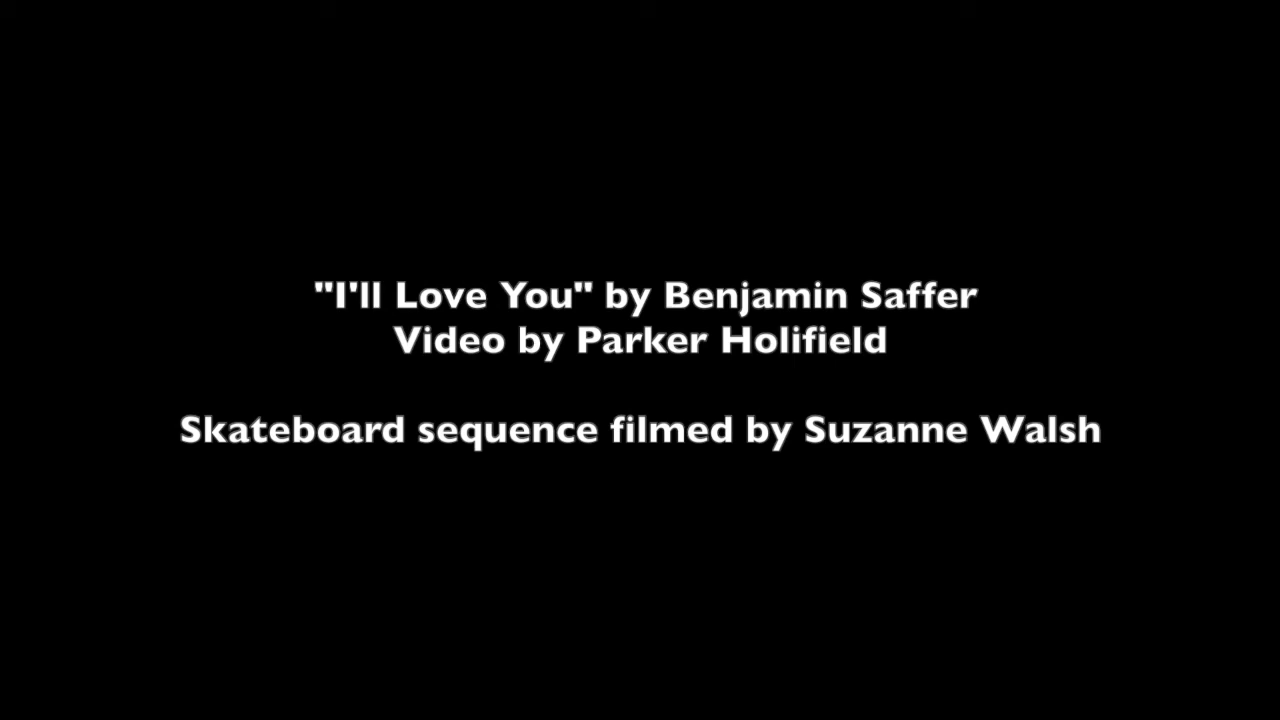 "I'll Love You" by Benjamin Saffer
Video by Parker Holifield
Skateboard sequence filmed by Suzanne Walsh